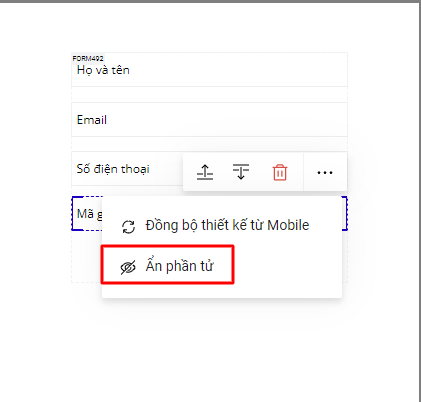 FORM492
Họ và tên
Email
Số điện thoại
Mã g
Đồng bộ thiết kế từ Mobile
Ẩn phần tử